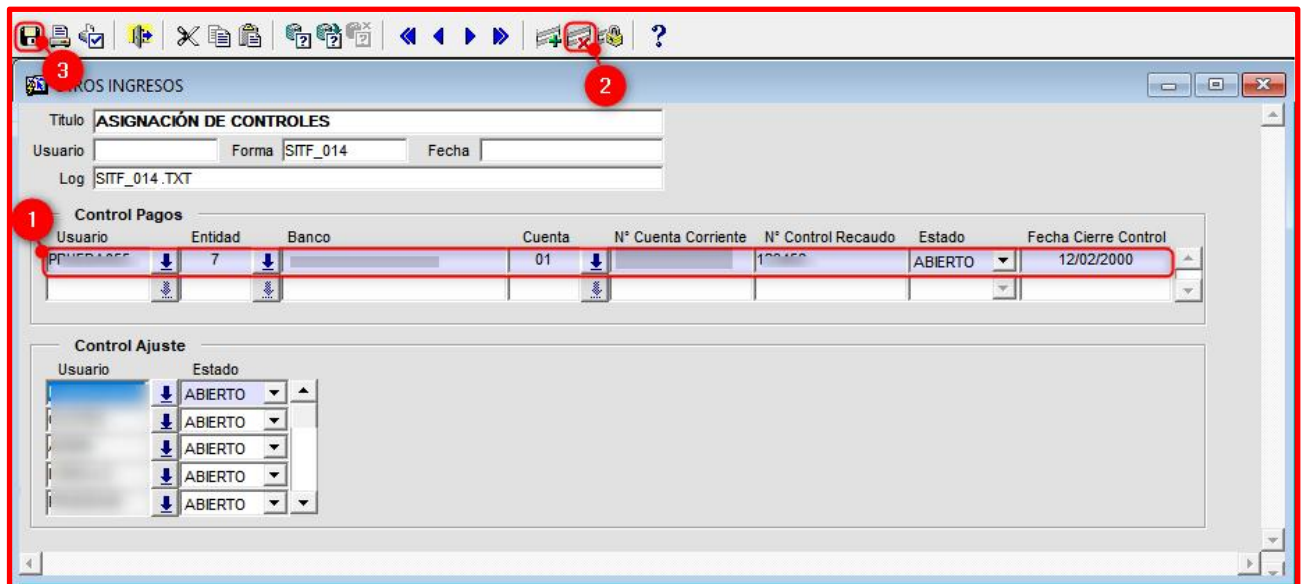 ?
3
2
OS INGRESOS
Titulo ASIGNACIÓN DE CONTROLES
Usuario Forma SITF_014 Fecha
Log SITF_014.TXT
1
Control Pagos
Usuario Entidad Banco Cuenta N° Cuenta Corriente N° Control Recaudo Estado Fecha Cierre Control
7 01 ABIERTO 12/02/2000
Control Ajuste
Usuario Estado
ABIERTO
ABIERTO
ABIERTO
ABIERTO
ABIERTO